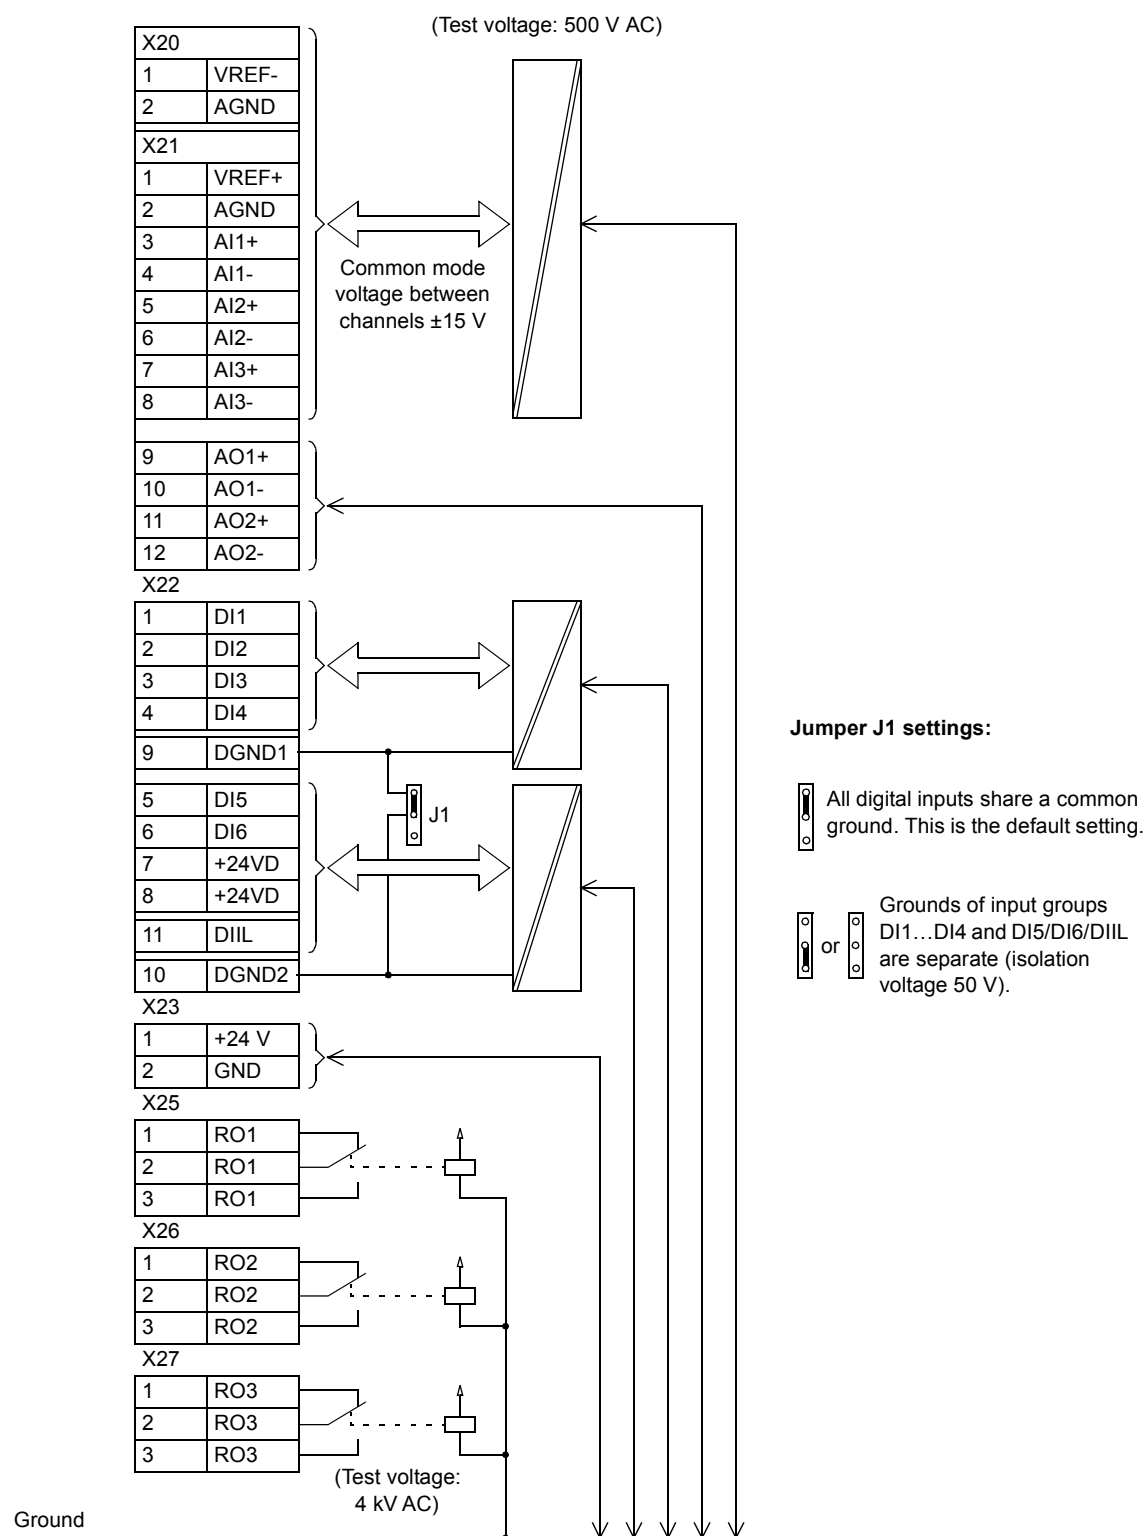 (Test voltage: 500 V AC)
X20
1 VREF-
2 AGND
X21
1 VREF+
2 AGND
3 AI1+
4 AI1-
5 AI2+
6 AI2-
7 AI3+
8 AI3-
Common mode
voltage between
channels ±15 V
9 AO1+
10 AO1-
11 AO2+
12 AO2-
X22
1 DI1
2 DI2
3 DI3
4 DI4
9 DGND1
5 DI5
6 DI6
7 +24VD
8 +24VD
11 DIIL
10 DGND2
J1
Jumper J1 settings:
All digital inputs share a common
ground. This is the default setting.
or
Grounds of input groups
DI1…DI4 and DI5/DI6/DIIL
are separate (isolation
voltage 50 V).
X23
1 +24 V
2 GND
X25
1 RO1
2 RO1
3 RO1
X26
1 RO2
2 RO2
3 RO2
X27
1 RO3
2 RO3
3 RO3
(Test voltage:
4 kV AC)
Ground